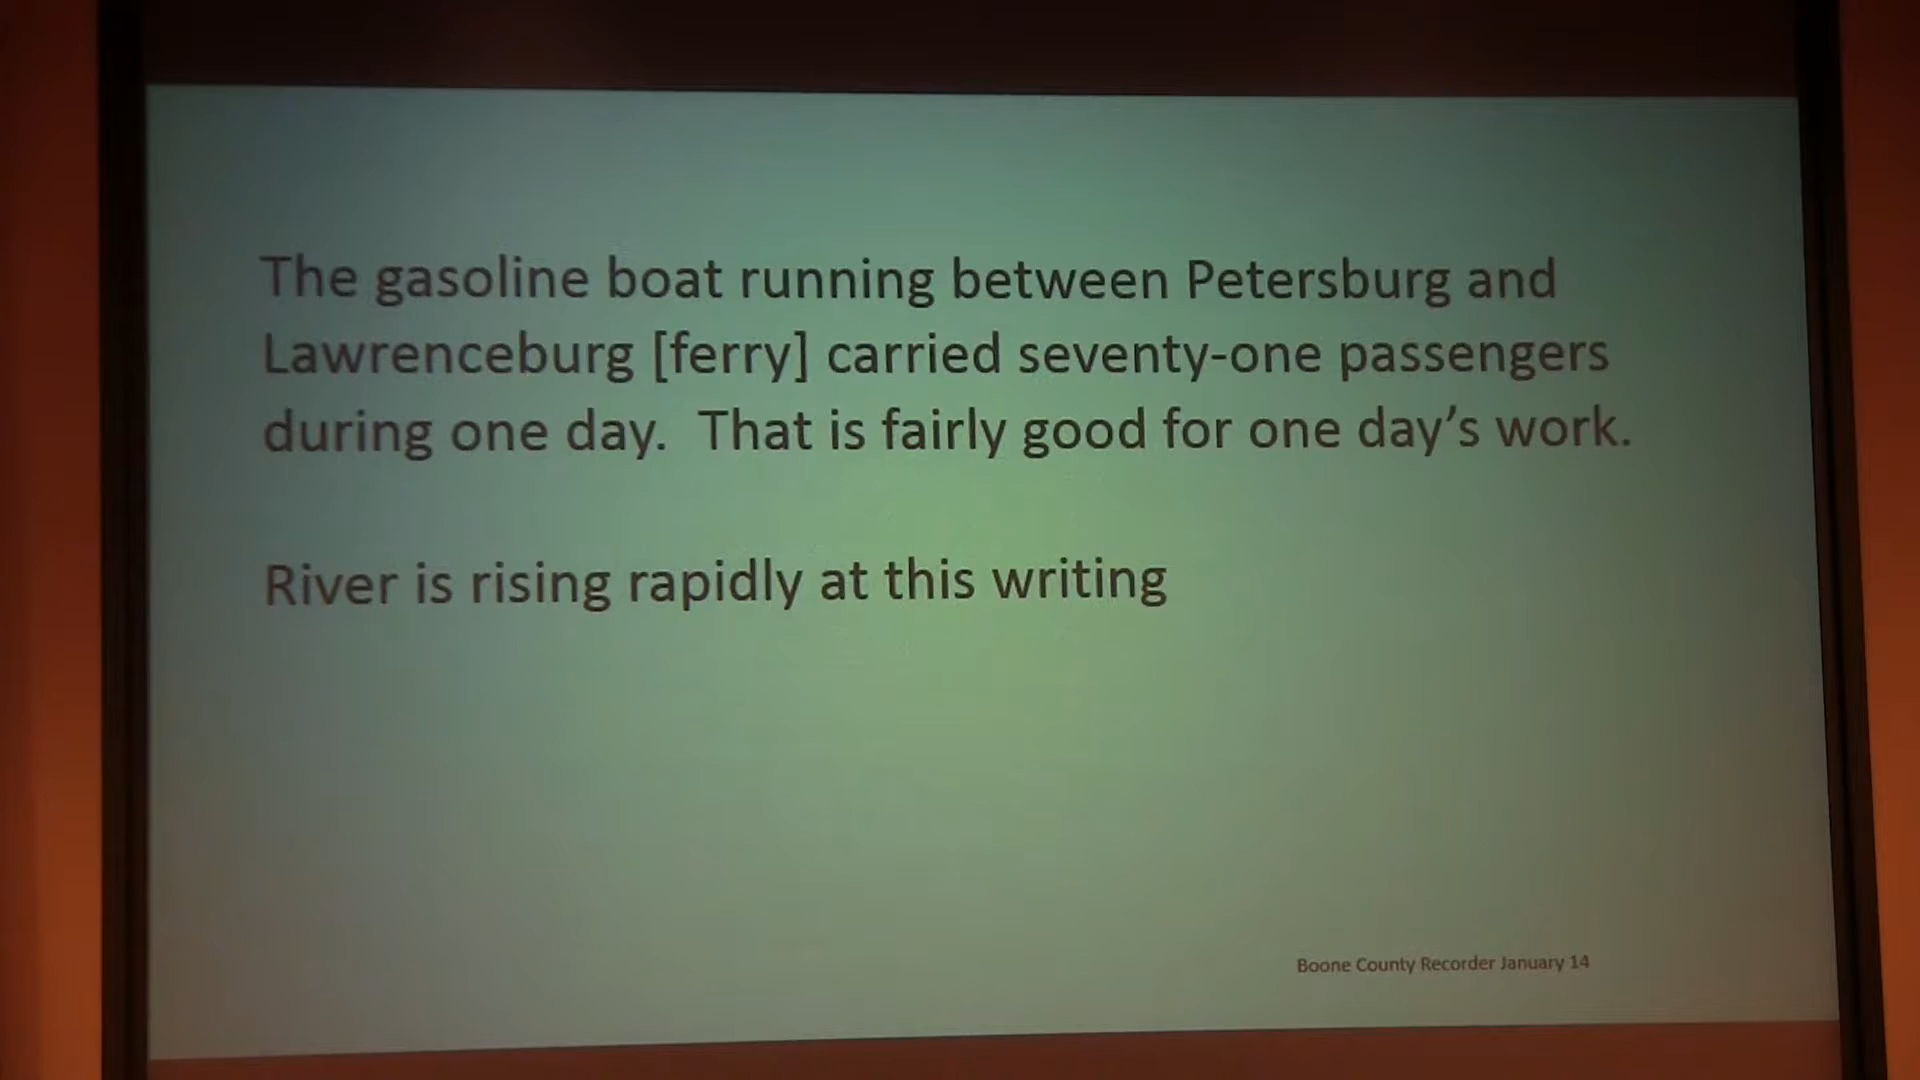 The gasoline boat running between Petersburg and
Lawrenceburg [ferry] carried seventy-one passengers
during one day.  That is fairly good for one day’s work.
River is rising rapidly at this writing
Boone County Recorder January 14